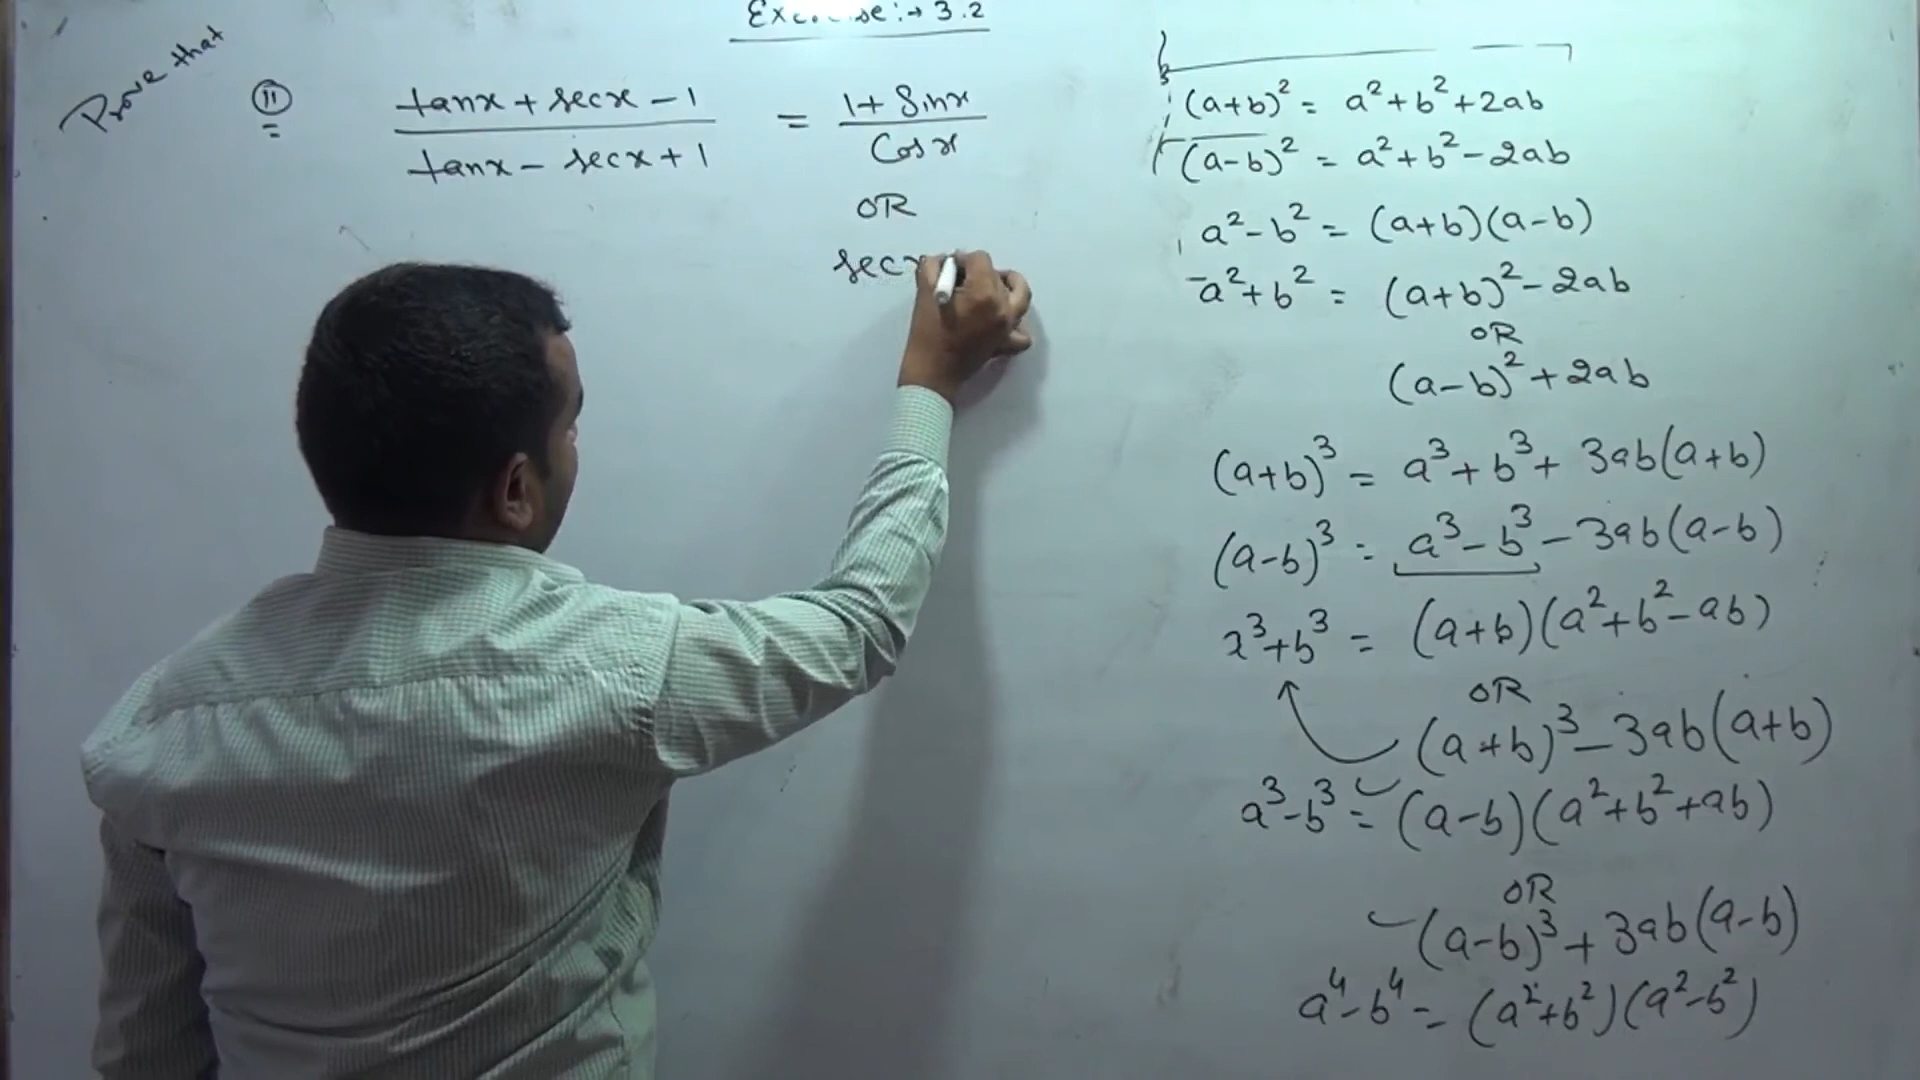 Exercise:→ 3.2
Prove that
11 (tanx + secx - 1)/(tanx - secx + 1) = (1 + Sinx)/(Cosx)
OR
secx
(a+b)² = a² + b² + 2ab
(a-b)² = a² + b² - 2ab
a² - b² = (a+b)(a-b)
a² + b² = (a+b)² - 2ab
OR
(a-b)² + 2ab
(a+b)³ = a³ + b³ + 3ab(a+b)
(a-b)³ = a³ - b³ - 3ab(a-b)
a³ + b³ = (a+b)(a² + b² - ab)
OR
(a+b)³ - 3ab(a+b)
a³ - b³ = (a-b)(a² + b² + ab)
OR
(a-b)³ + 3ab(a-b)
a⁴ - b⁴ = (a² + b²)(a² - b²)